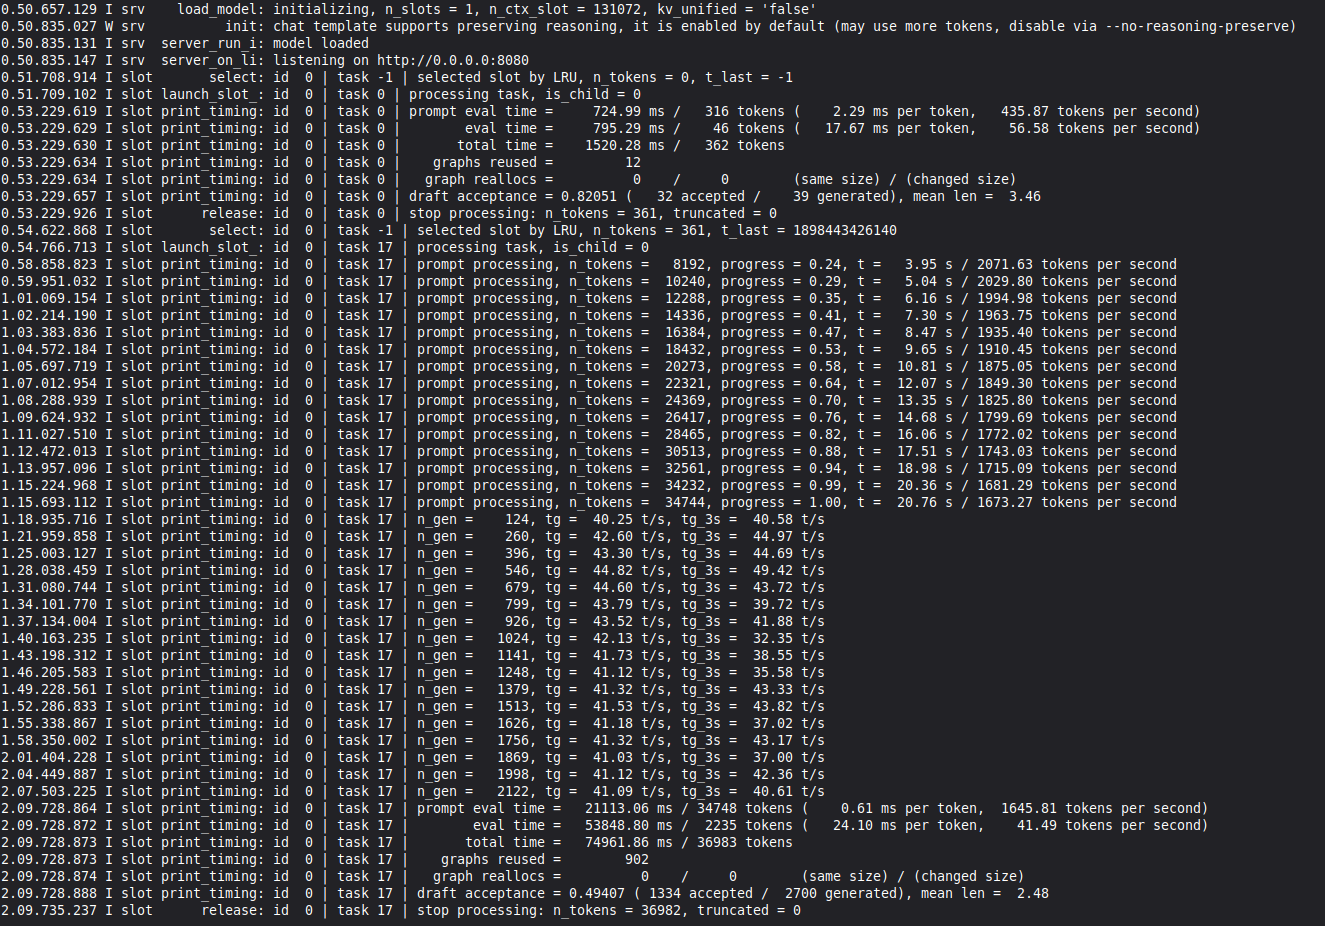 0.50.657.129 I srv    load_model: initializing, n_slots = 1, n_ctx_slot = 131072, kv_unified = 'false'
0.50.835.027 W srv          init: chat template supports preserving reasoning, it is enabled by default (may use more tokens, disable via --no-reasoning-preserve)
0.50.835.131 I srv  server_run_i: model loaded
0.50.835.147 I srv  server_on_li: listening on http://0.0.0.0:8080
0.51.708.914 I slot       select: id  0 | task -1 | selected slot by LRU, n_tokens = 0, t_last = -1
0.51.709.102 I slot launch_slot_: id  0 | task 0 | processing task, is_child = 0
0.53.229.619 I slot print_timing: id  0 | task 0 | prompt eval time =     724.99 ms /   316 tokens (    2.29 ms per token,   435.87 tokens per second)
0.53.229.629 I slot print_timing: id  0 | task 0 |        eval time =     795.29 ms /    46 tokens (   17.67 ms per token,    56.58 tokens per second)
0.53.229.630 I slot print_timing: id  0 | task 0 |       total time =    1520.28 ms /   362 tokens
0.53.229.634 I slot print_timing: id  0 | task 0 |    graphs reused =         12
0.53.229.634 I slot print_timing: id  0 | task 0 |   graph reallocs =          0    /     0        (same size) / (changed size)
0.53.229.657 I slot print_timing: id  0 | task 0 | draft acceptance = 0.82051 (   32 accepted /    39 generated), mean len =  3.46
0.53.229.926 I slot      release: id  0 | task 0 | stop processing: n_tokens = 361, truncated = 0
0.54.622.868 I slot       select: id  0 | task -1 | selected slot by LRU, n_tokens = 361, t_last = 1898443426140
0.54.766.713 I slot launch_slot_: id  0 | task 17 | processing task, is_child = 0
0.58.858.823 I slot print_timing: id  0 | task 17 | prompt processing, n_tokens =   8192, progress = 0.24, t =   3.95 s / 2071.63 tokens per second
0.59.951.032 I slot print_timing: id  0 | task 17 | prompt processing, n_tokens =  10240, progress = 0.29, t =   5.04 s / 2029.80 tokens per second
1.01.069.154 I slot print_timing: id  0 | task 17 | prompt processing, n_tokens =  12288, progress = 0.35, t =   6.16 s / 1994.98 tokens per second
1.02.214.190 I slot print_timing: id  0 | task 17 | prompt processing, n_tokens =  14336, progress = 0.41, t =   7.30 s / 1963.75 tokens per second
1.03.383.836 I slot print_timing: id  0 | task 17 | prompt processing, n_tokens =  16384, progress = 0.47, t =   8.47 s / 1935.40 tokens per second
1.04.572.184 I slot print_timing: id  0 | task 17 | prompt processing, n_tokens =  18432, progress = 0.53, t =   9.65 s / 1910.45 tokens per second
1.05.697.719 I slot print_timing: id  0 | task 17 | prompt processing, n_tokens =  20273, progress = 0.58, t =  10.81 s / 1875.05 tokens per second
1.07.012.954 I slot print_timing: id  0 | task 17 | prompt processing, n_tokens =  22321, progress = 0.64, t =  12.07 s / 1849.30 tokens per second
1.08.288.939 I slot print_timing: id  0 | task 17 | prompt processing, n_tokens =  24369, progress = 0.70, t =  13.35 s / 1825.80 tokens per second
1.09.624.932 I slot print_timing: id  0 | task 17 | prompt processing, n_tokens =  26417, progress = 0.76, t =  14.68 s / 1799.69 tokens per second
1.11.027.510 I slot print_timing: id  0 | task 17 | prompt processing, n_tokens =  28465, progress = 0.82, t =  16.06 s / 1772.02 tokens per second
1.12.472.013 I slot print_timing: id  0 | task 17 | prompt processing, n_tokens =  30513, progress = 0.88, t =  17.51 s / 1743.03 tokens per second
1.13.957.096 I slot print_timing: id  0 | task 17 | prompt processing, n_tokens =  32561, progress = 0.94, t =  18.98 s / 1715.09 tokens per second
1.15.224.968 I slot print_timing: id  0 | task 17 | prompt processing, n_tokens =  34232, progress = 0.99, t =  20.36 s / 1681.29 tokens per second
1.15.693.112 I slot print_timing: id  0 | task 17 | prompt processing, n_tokens =  34744, progress = 1.00, t =  20.76 s / 1673.27 tokens per second
1.18.935.716 I slot print_timing: id  0 | task 17 | n_gen =    124, tg =  40.25 t/s, tg_3s =  40.58 t/s
1.21.959.858 I slot print_timing: id  0 | task 17 | n_gen =    260, tg =  42.60 t/s, tg_3s =  44.97 t/s
1.25.003.127 I slot print_timing: id  0 | task 17 | n_gen =    396, tg =  43.30 t/s, tg_3s =  44.69 t/s
1.28.038.459 I slot print_timing: id  0 | task 17 | n_gen =    546, tg =  44.82 t/s, tg_3s =  49.42 t/s
1.31.080.744 I slot print_timing: id  0 | task 17 | n_gen =    679, tg =  44.60 t/s, tg_3s =  43.72 t/s
1.34.101.770 I slot print_timing: id  0 | task 17 | n_gen =    799, tg =  43.79 t/s, tg_3s =  39.72 t/s
1.37.134.004 I slot print_timing: id  0 | task 17 | n_gen =    926, tg =  43.52 t/s, tg_3s =  41.88 t/s
1.40.163.235 I slot print_timing: id  0 | task 17 | n_gen =   1024, tg =  42.13 t/s, tg_3s =  32.35 t/s
1.43.198.312 I slot print_timing: id  0 | task 17 | n_gen =   1141, tg =  41.73 t/s, tg_3s =  38.55 t/s
1.46.205.583 I slot print_timing: id  0 | task 17 | n_gen =   1248, tg =  41.12 t/s, tg_3s =  35.58 t/s
1.49.228.561 I slot print_timing: id  0 | task 17 | n_gen =   1379, tg =  41.32 t/s, tg_3s =  43.33 t/s
1.52.286.833 I slot print_timing: id  0 | task 17 | n_gen =   1513, tg =  41.53 t/s, tg_3s =  43.82 t/s
1.55.338.867 I slot print_timing: id  0 | task 17 | n_gen =   1626, tg =  41.18 t/s, tg_3s =  37.02 t/s
1.58.350.002 I slot print_timing: id  0 | task 17 | n_gen =   1756, tg =  41.32 t/s, tg_3s =  43.17 t/s
2.01.404.228 I slot print_timing: id  0 | task 17 | n_gen =   1869, tg =  41.03 t/s, tg_3s =  37.00 t/s
2.04.449.887 I slot print_timing: id  0 | task 17 | n_gen =   1998, tg =  41.12 t/s, tg_3s =  42.36 t/s
2.07.503.225 I slot print_timing: id  0 | task 17 | n_gen =   2122, tg =  41.09 t/s, tg_3s =  40.61 t/s
2.09.728.864 I slot print_timing: id  0 | task 17 | prompt eval time =   21113.06 ms / 34748 tokens (    0.61 ms per token,  1645.81 tokens per second)
2.09.728.872 I slot print_timing: id  0 | task 17 |        eval time =   53848.80 ms /  2235 tokens (   24.10 ms per token,    41.49 tokens per second)
2.09.728.873 I slot print_timing: id  0 | task 17 |       total time =   74961.86 ms / 36983 tokens
2.09.728.873 I slot print_timing: id  0 | task 17 |    graphs reused =        902
2.09.728.874 I slot print_timing: id  0 | task 17 |   graph reallocs =          0    /     0        (same size) / (changed size)
2.09.728.888 I slot print_timing: id  0 | task 17 | draft acceptance = 0.49407 ( 1334 accepted /  2700 generated), mean len =  2.48
2.09.735.237 I slot      release: id  0 | task 17 | stop processing: n_tokens = 36982, truncated = 0